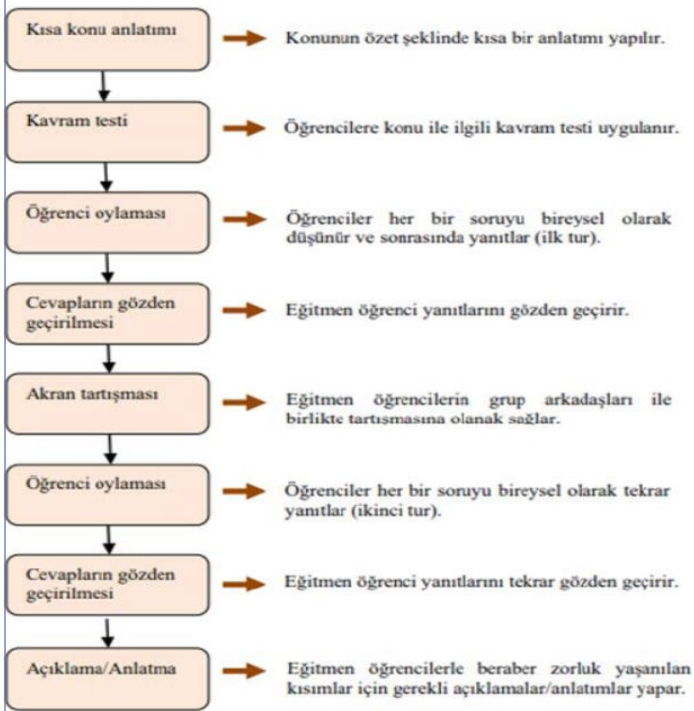 Kısa konu anlatımı
Konunun özet şeklinde kısa bir anlatımı yapılır.
Kavram testi
Öğrencilere konu ile ilgili kavram testi uygulanır.
Öğrenci oylaması
Öğrenciler her bir soruyu bireysel olarak
düşünür ve sonrasında yanıtlar (ilk tur).
Cevapların gözden
geçirilmesi
Eğitmen öğrenci yanıtlarını gözden geçirir.
Akran tartışması
Eğitmen öğrencilerin grup arkadaşları ile
birlikte tartışmasına olanak sağlar.
Öğrenci oylaması
Öğrenciler her bir soruyu bireysel olarak tekrar
yanıtlar (ikinci tur).
Cevapların gözden
geçirilmesi
Eğitmen öğrenci yanıtlarını tekrar gözden geçirir.
Açıklama/Anlatma
Eğitmen öğrencilerle beraber zorluk yaşanılan
kısımlar için gerekli açıklamalar/anlatımlar yapar.